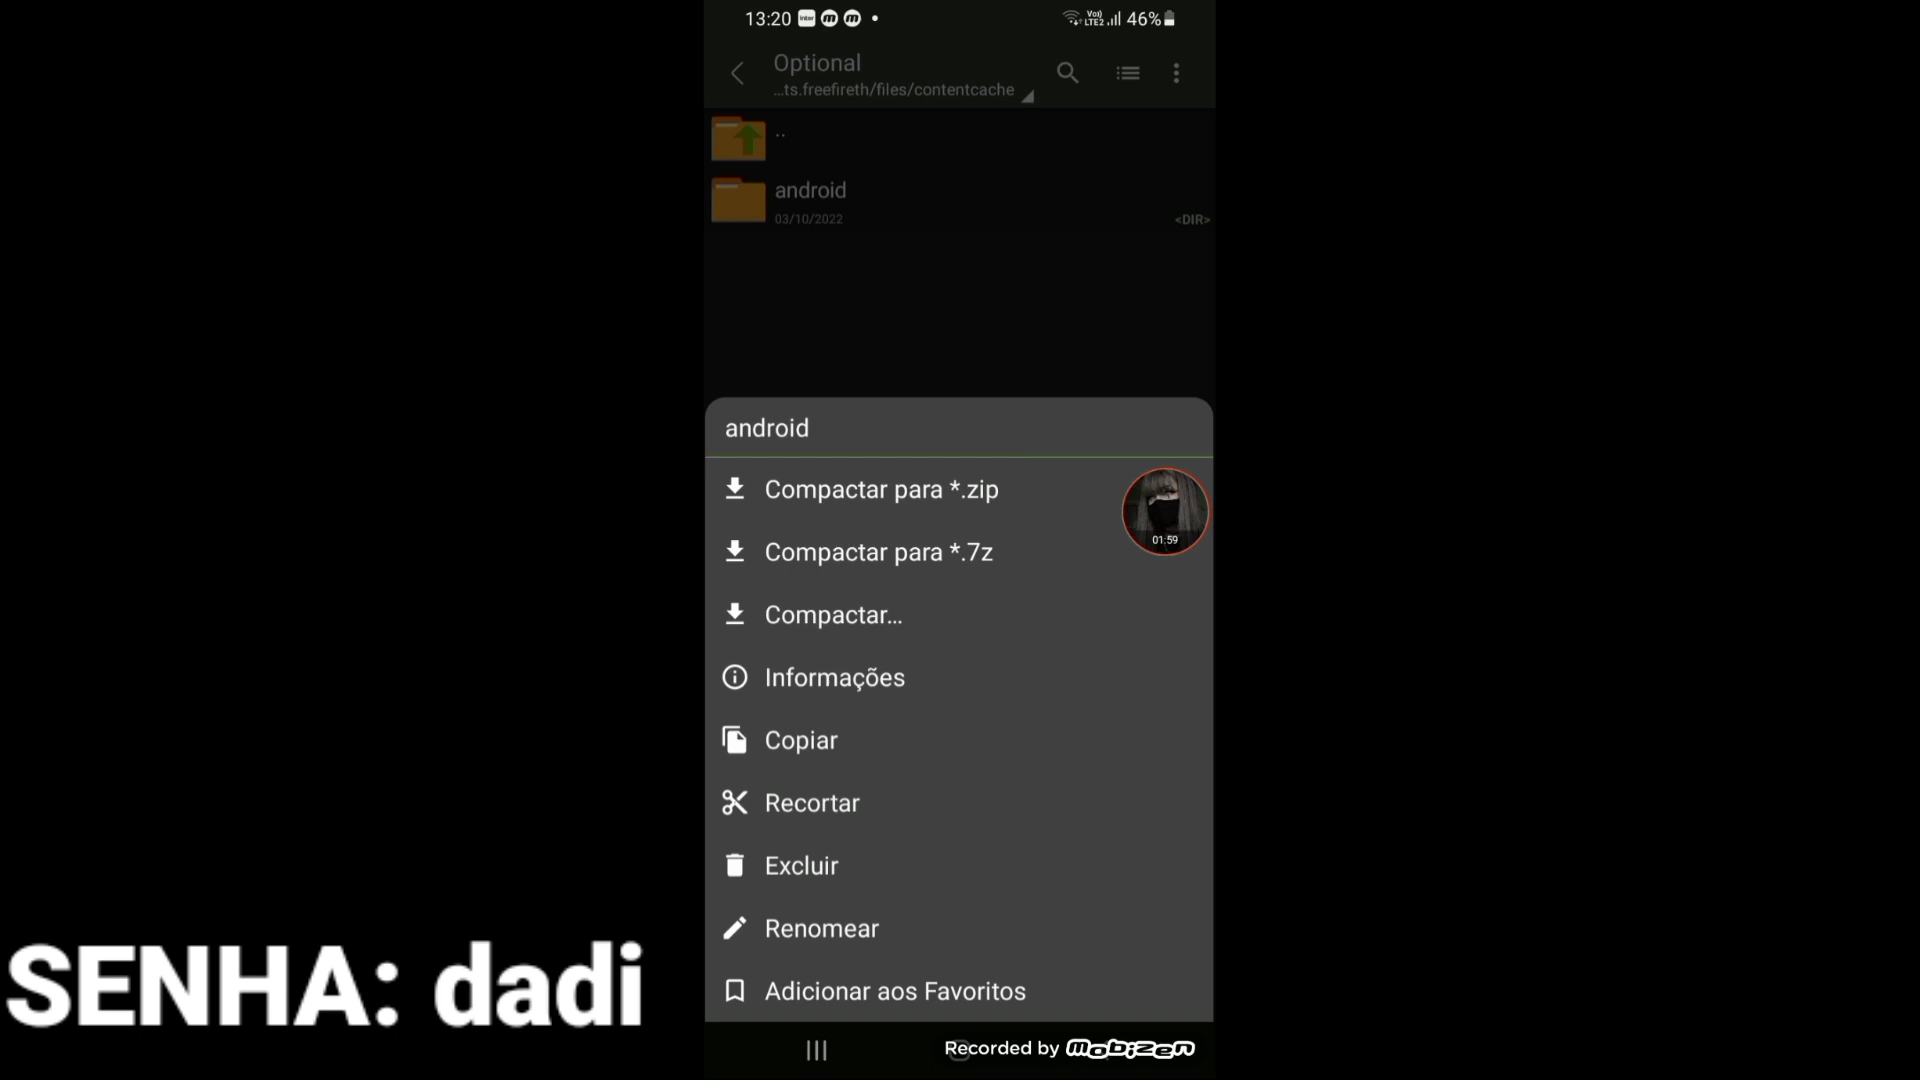 13:20
46%
Optional
...ts.freefireth/files/contentcache
..
android
03/10/2022
<DIR>
android
Compactar para *.zip
01:59
Compactar para *.7z
Compactar...
Informações
Copiar
Recortar
Excluir
Renomear
Adicionar aos Favoritos
SENHA: dadi
Recorded by mobizen